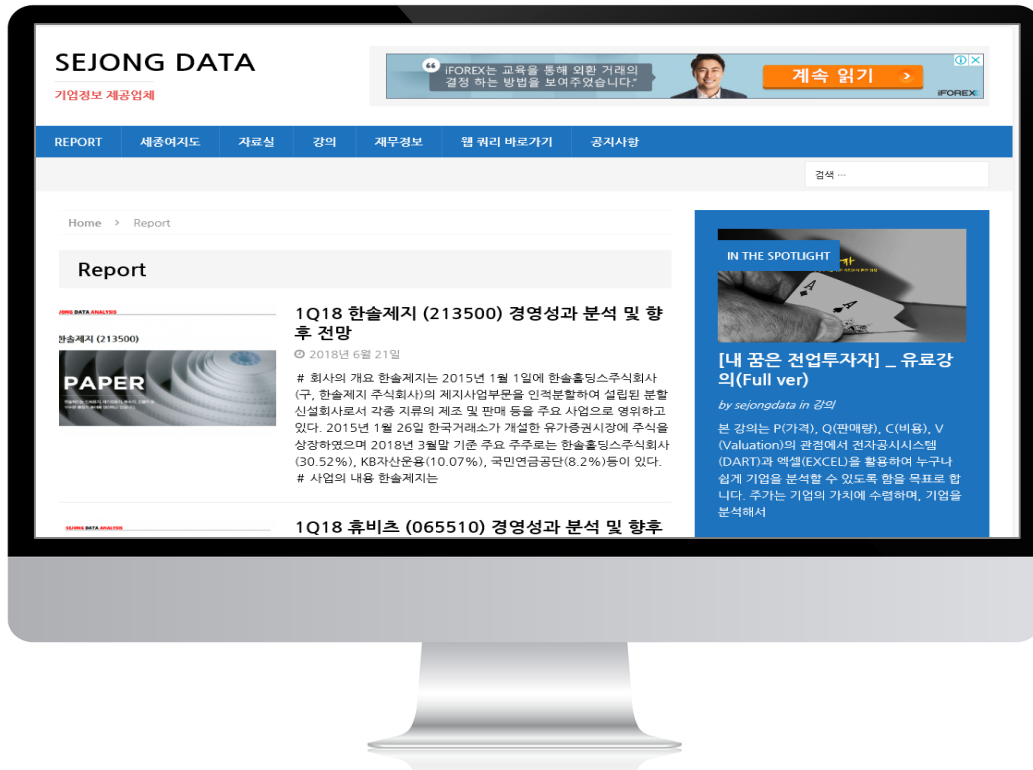 SEJONG DATA
기업정보 제공업체
iFOREX는 교육을 통해 외환 거래의
결정 하는 방법을 보여주었습니다."
계속 읽기
iFOREX
REPORT 세종여지도 자료실 강의 재무정보 웹 쿼리 바로가기 공지사항
검색 ...
Home > Report
Report
JONG DATA ANALYSIS
한솔제지 (213500)
PAPER
1Q18 한솔제지 (213500) 경영성과 분석 및 향
후 전망
2018년 6월 21일
# 회사의 개요 한솔제지는 2015년 1월 1일에 한솔홀딩스주식회사
(구, 한솔제지 주식회사)의 제지사업부문을 인적분할하여 설립된 분할
신설회사로서 각종 지류의 제조 및 판매 등을 주요 사업으로 영위하고
있다. 2015년 1월 26일 한국거래소가 개설한 유가증권시장에 주식을
상장하였으며 2018년 3월말 기준 주요 주주로는 한솔홀딩스주식회사
(30.52%), KB자산운용(10.07%), 국민연금공단(8.2%)등이 있다.
# 사업의 내용 한솔제지는
SEJONG DATA ANALYSIS
1Q18 휴비츠 (065510) 경영성과 분석 및 향후
IN THE SPOTLIGHT
[내 꿈은 전업투자자] _ 유료강
의(Full ver)
by sejongdata in 강의
본 강의는 P(가격), Q(판매량), C(비용), V
(Valuation)의 관점에서 전자공시시스템
(DART)과 엑셀(EXCEL)을 활용하여 누구나
쉽게 기업을 분석할 수 있도록 함을 목표로 합
니다. 주가는 기업의 가치에 수렴하며, 기업을
분석해서